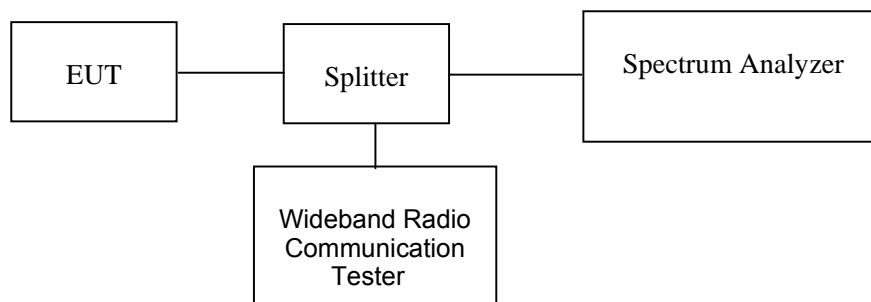 EUT
Splitter
Spectrum Analyzer
Wideband Radio
Communication
Tester